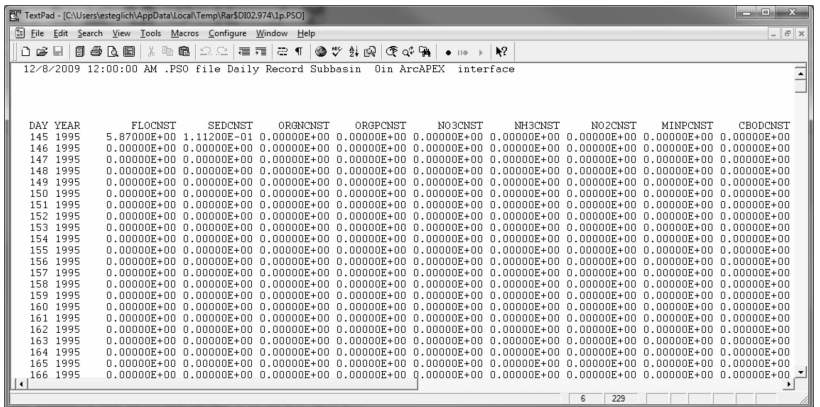 TextPad - [C:\Users\esteglich\AppData\Local\Temp\Rar$DI02.974\1p.PSO]
File Edit Search View Tools Macros Configure Window Help
12/8/2009 12:00:00 AM .PSO file Daily Record Subbasin 0in ArcAPEX interface
DAY YEAR FLOCNST SEDCNST ORGNCNST ORGPCNST NO3CNST NH3CNST NO2CNST MINPCNST CBODCNST
145 1995 5.87000E+00 1.11200E-01 0.00000E+00 0.00000E+00 0.00000E+00 0.00000E+00 0.00000E+00 0.00000E+00 0.00000E+00
146 1995 0.00000E+00 0.00000E+00 0.00000E+00 0.00000E+00 0.00000E+00 0.00000E+00 0.00000E+00 0.00000E+00 0.00000E+00
147 1995 0.00000E+00 0.00000E+00 0.00000E+00 0.00000E+00 0.00000E+00 0.00000E+00 0.00000E+00 0.00000E+00 0.00000E+00
148 1995 0.00000E+00 0.00000E+00 0.00000E+00 0.00000E+00 0.00000E+00 0.00000E+00 0.00000E+00 0.00000E+00 0.00000E+00
149 1995 0.00000E+00 0.00000E+00 0.00000E+00 0.00000E+00 0.00000E+00 0.00000E+00 0.00000E+00 0.00000E+00 0.00000E+00
150 1995 0.00000E+00 0.00000E+00 0.00000E+00 0.00000E+00 0.00000E+00 0.00000E+00 0.00000E+00 0.00000E+00 0.00000E+00
151 1995 0.00000E+00 0.00000E+00 0.00000E+00 0.00000E+00 0.00000E+00 0.00000E+00 0.00000E+00 0.00000E+00 0.00000E+00
152 1995 0.00000E+00 0.00000E+00 0.00000E+00 0.00000E+00 0.00000E+00 0.00000E+00 0.00000E+00 0.00000E+00 0.00000E+00
153 1995 0.00000E+00 0.00000E+00 0.00000E+00 0.00000E+00 0.00000E+00 0.00000E+00 0.00000E+00 0.00000E+00 0.00000E+00
154 1995 0.00000E+00 0.00000E+00 0.00000E+00 0.00000E+00 0.00000E+00 0.00000E+00 0.00000E+00 0.00000E+00 0.00000E+00
155 1995 0.00000E+00 0.00000E+00 0.00000E+00 0.00000E+00 0.00000E+00 0.00000E+00 0.00000E+00 0.00000E+00 0.00000E+00
156 1995 0.00000E+00 0.00000E+00 0.00000E+00 0.00000E+00 0.00000E+00 0.00000E+00 0.00000E+00 0.00000E+00 0.00000E+00
157 1995 0.00000E+00 0.00000E+00 0.00000E+00 0.00000E+00 0.00000E+00 0.00000E+00 0.00000E+00 0.00000E+00 0.00000E+00
158 1995 0.00000E+00 0.00000E+00 0.00000E+00 0.00000E+00 0.00000E+00 0.00000E+00 0.00000E+00 0.00000E+00 0.00000E+00
159 1995 0.00000E+00 0.00000E+00 0.00000E+00 0.00000E+00 0.00000E+00 0.00000E+00 0.00000E+00 0.00000E+00 0.00000E+00
160 1995 0.00000E+00 0.00000E+00 0.00000E+00 0.00000E+00 0.00000E+00 0.00000E+00 0.00000E+00 0.00000E+00 0.00000E+00
161 1995 0.00000E+00 0.00000E+00 0.00000E+00 0.00000E+00 0.00000E+00 0.00000E+00 0.00000E+00 0.00000E+00 0.00000E+00
162 1995 0.00000E+00 0.00000E+00 0.00000E+00 0.00000E+00 0.00000E+00 0.00000E+00 0.00000E+00 0.00000E+00 0.00000E+00
163 1995 0.00000E+00 0.00000E+00 0.00000E+00 0.00000E+00 0.00000E+00 0.00000E+00 0.00000E+00 0.00000E+00 0.00000E+00
164 1995 0.00000E+00 0.00000E+00 0.00000E+00 0.00000E+00 0.00000E+00 0.00000E+00 0.00000E+00 0.00000E+00 0.00000E+00
165 1995 0.00000E+00 0.00000E+00 0.00000E+00 0.00000E+00 0.00000E+00 0.00000E+00 0.00000E+00 0.00000E+00 0.00000E+00
166 1995 0.00000E+00 0.00000E+00 0.00000E+00 0.00000E+00 0.00000E+00 0.00000E+00 0.00000E+00 0.00000E+00 0.00000E+00
6 229